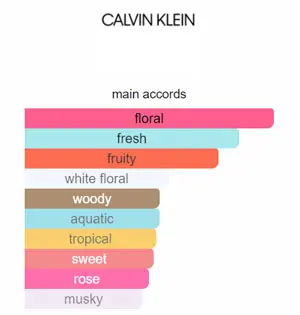 CALVIN KLEIN
main accords
floral
fresh
fruity
white floral
woody
aquatic
tropical
sweet
rose
musky